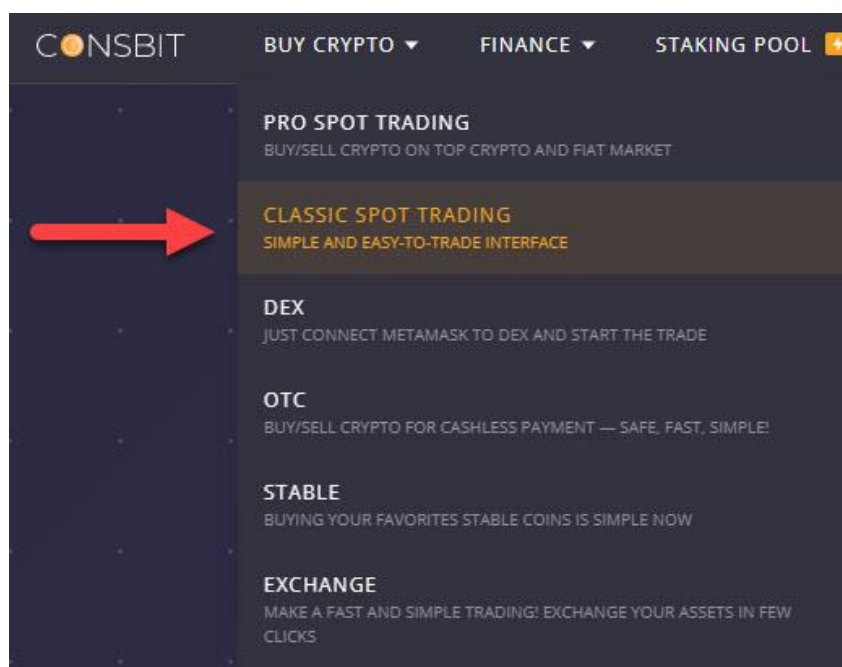 CONSBIT
BUY CRYPTO
FINANCE
STAKING POOL
PRO SPOT TRADING
BUY/SELL CRYPTO ON TOP CRYPTO AND FIAT MARKET
CLASSIC SPOT TRADING
SIMPLE AND EASY-TO-TRADE INTERFACE
DEX
JUST CONNECT METAMASK TO DEX AND START THE TRADE
OTC
BUY/SELL CRYPTO FOR CASHLESS PAYMENT — SAFE, FAST, SIMPLE!
STABLE
BUYING YOUR FAVORITES STABLE COINS IS SIMPLE NOW
EXCHANGE
MAKE A FAST AND SIMPLE TRADING! EXCHANGE YOUR ASSETS IN FEW
CLICKS